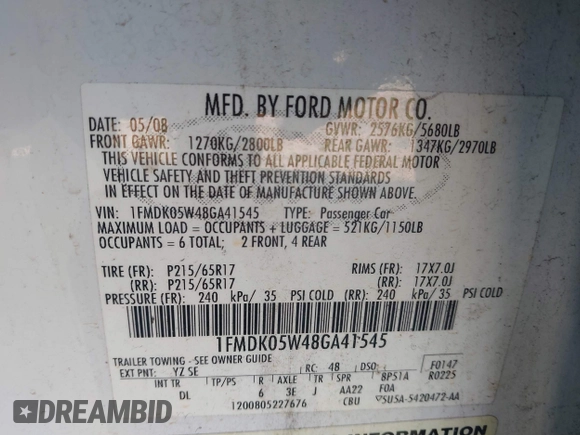 MFD. BY FORD MOTOR CO.
DATE: 05/08 GVWR: 2576KG/5680LB
FRONT GAWR: 1270KG/2800LB REAR GAWR: 1347KG/2970LB
THIS VEHICLE CONFORMS TO ALL APPLICABLE FEDERAL MOTOR
VEHICLE SAFETY AND THEFT PREVENTION STANDARDS
IN EFFECT ON THE DATE OF MANUFACTURE SHOWN ABOVE.
VIN: 1FMDK05W48GA41545 TYPE: Passenger Car
MAXIMUM LOAD = OCCUPANTS + LUGGAGE = 521KG/1150LB
OCCUPANTS = 6 TOTAL; 2 FRONT, 4 REAR
TIRE (FR): P215/65R17 RIMS (FR): 17X7.0J
(RR): P215/65R17 (RR): 17X7.0J
PRESSURE (FR): 240 kPa/ 35 PSI COLD (RR): 240 kPa/ 35 PSI COLD
1FMDK05W48GA41545
TRAILER TOWING - SEE OWNER GUIDE
EXT PNT: YZ SE RC: 48 DSO: F0147
R0225
INT TR TP/PS R AXLE TR SPR 8P51A
DL 6 3E J AA22 FOA
1200805227676 CBU 5U5A-5420472-AA
INFORMATION
DREAMBID